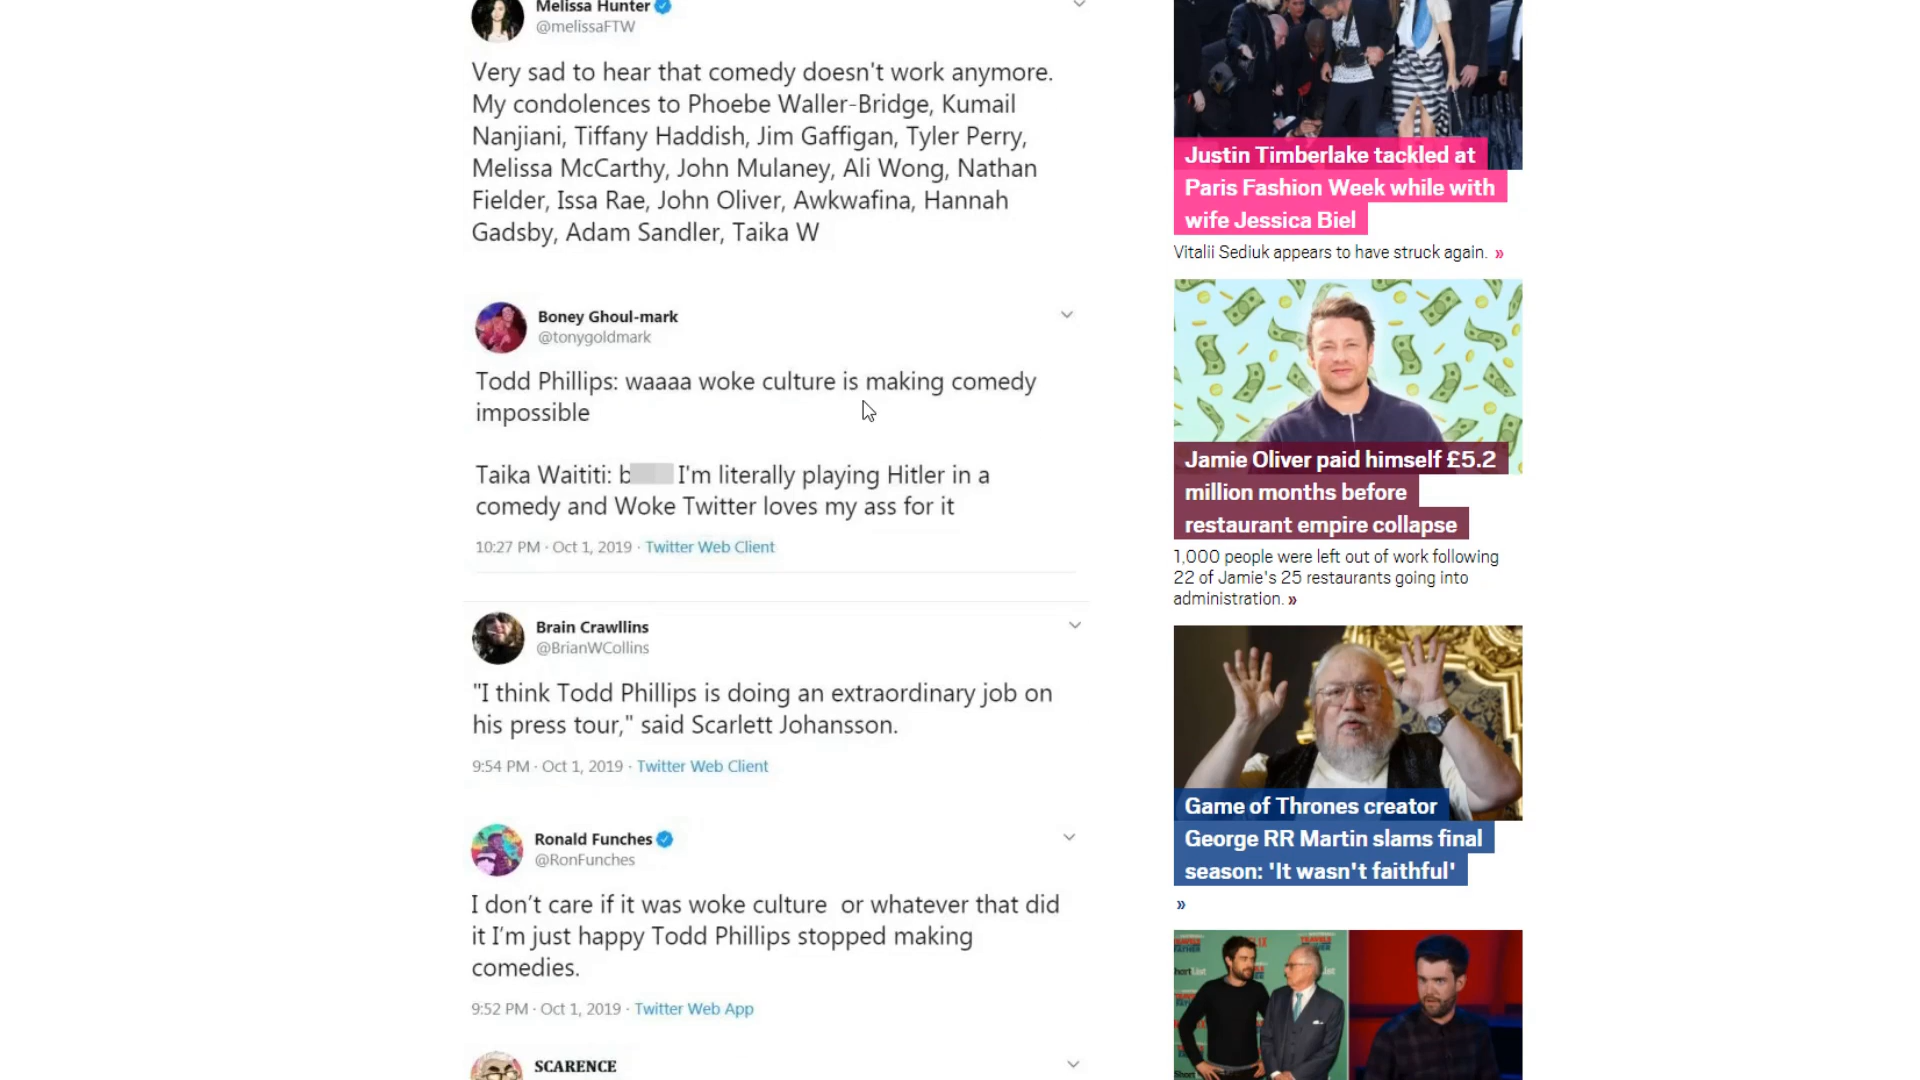 Melissa Hunter
@melissaFTW
Very sad to hear that comedy doesn't work anymore.
My condolences to Phoebe Waller-Bridge, Kumail
Nanjiani, Tiffany Haddish, Jim Gaffigan, Tyler Perry,
Melissa McCarthy, John Mulaney, Ali Wong, Nathan
Fielder, Issa Rae, John Oliver, Awkwafina, Hannah
Gadsby, Adam Sandler, Taika W
Boney Ghoul-mark
@tonygoldmark
Todd Phillips: waaaa woke culture is making comedy
impossible
Taika Waititi: b I'm literally playing Hitler in a
comedy and Woke Twitter loves my ass for it
10:27 PM · Oct 1, 2019 · Twitter Web Client
Brain Crawllins
@BrianWCollins
"I think Todd Phillips is doing an extraordinary job on
his press tour," said Scarlett Johansson.
9:54 PM · Oct 1, 2019 · Twitter Web Client
Ronald Funches
@RonFunches
I don't care if it was woke culture or whatever that did
it I'm just happy Todd Phillips stopped making
comedies.
9:52 PM · Oct 1, 2019 · Twitter Web App
SCARENCE
Justin Timberlake tackled at
Paris Fashion Week while with
wife Jessica Biel
Vitalii Sediuk appears to have struck again. »
Jamie Oliver paid himself £5.2
million months before
restaurant empire collapse
1,000 people were left out of work following
22 of Jamie's 25 restaurants going into
administration. »
Game of Thrones creator
George RR Martin slams final
season: 'It wasn't faithful'
»